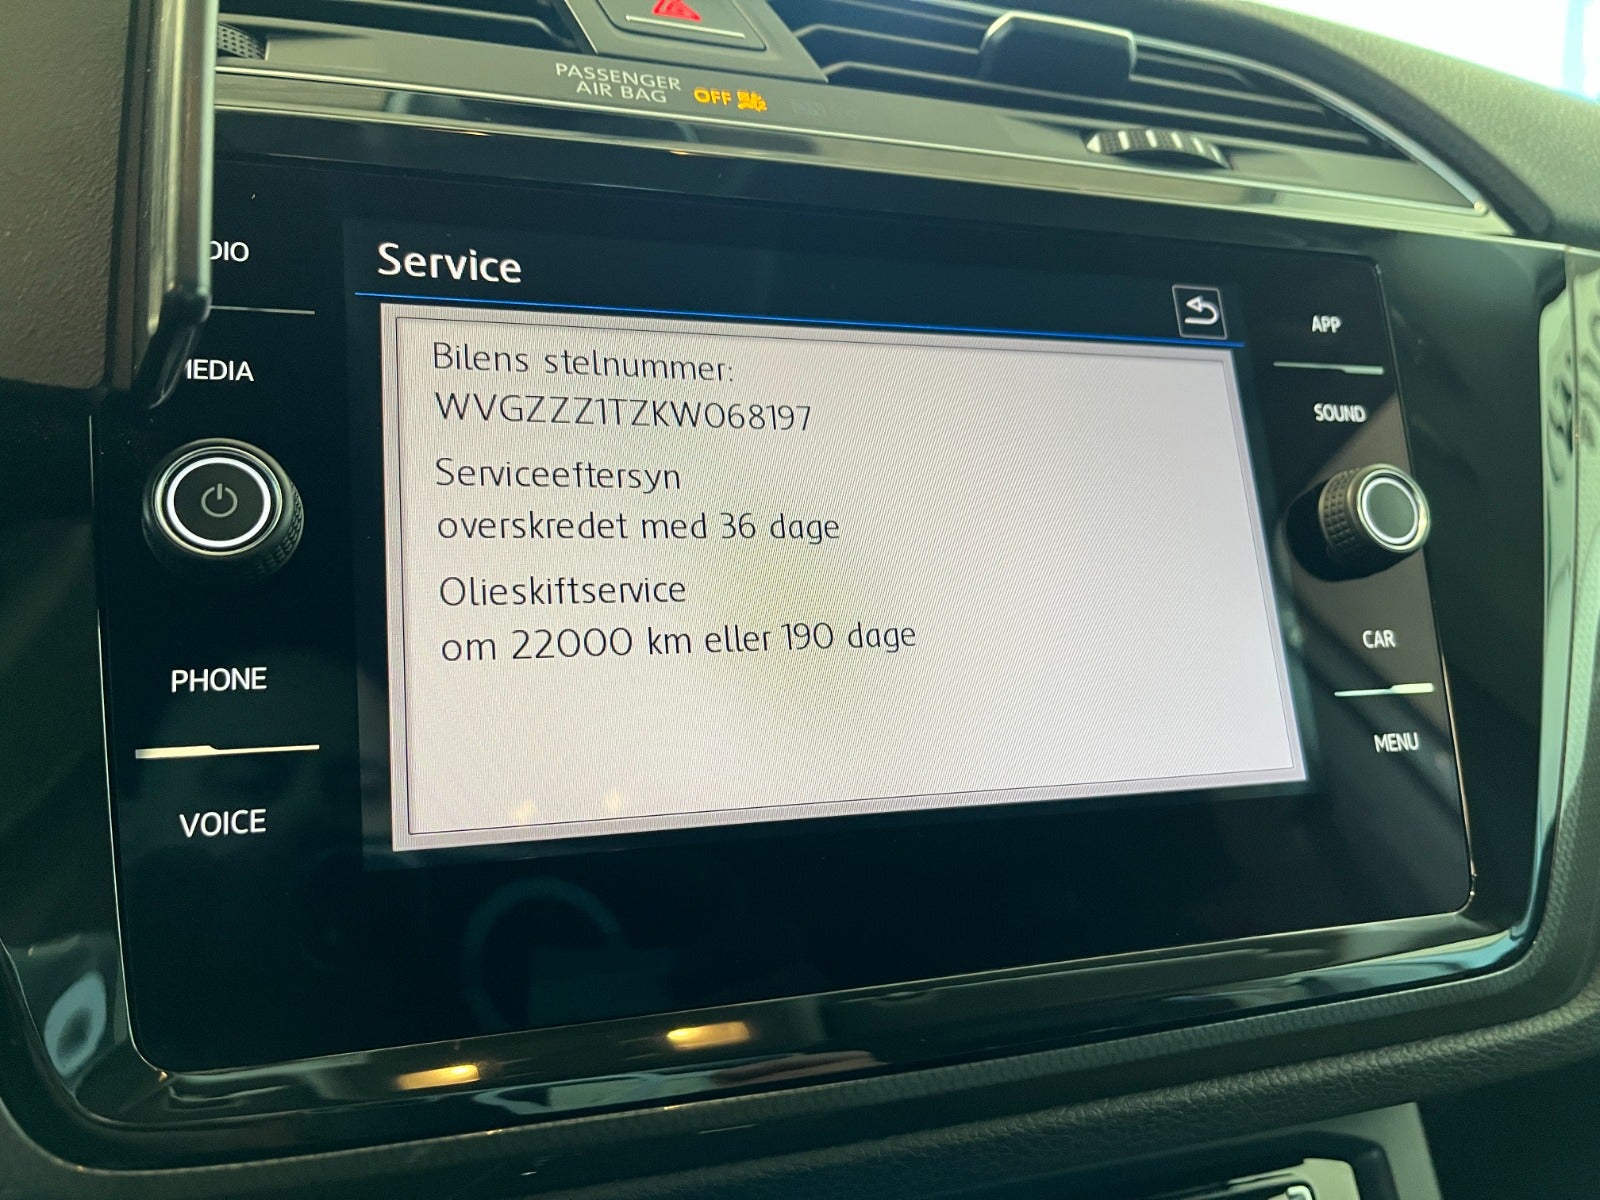 PASSENGER
AIR BAG OFF
DIO
MEDIA
PHONE
VOICE
Service
Bilens stelnummer:
WVGZZZ1TZKW068197
Serviceeftersyn
overskredet med 36 dage
Olieskiftservice
om 22000 km eller 190 dage
APP
SOUND
CAR
MENU